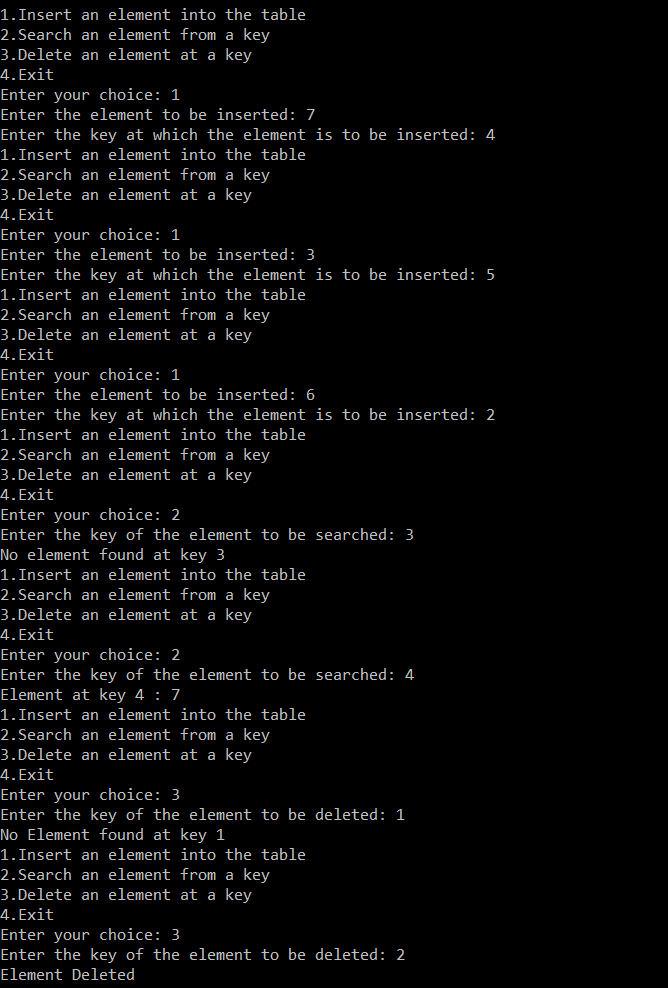 1.Insert an element into the table
2.Search an element from a key
3.Delete an element at a key
4.Exit
Enter your choice: 1
Enter the element to be inserted: 7
Enter the key at which the element is to be inserted: 4
1.Insert an element into the table
2.Search an element from a key
3.Delete an element at a key
4.Exit
Enter your choice: 1
Enter the element to be inserted: 3
Enter the key at which the element is to be inserted: 5
1.Insert an element into the table
2.Search an element from a key
3.Delete an element at a key
4.Exit
Enter your choice: 1
Enter the element to be inserted: 6
Enter the key at which the element is to be inserted: 2
1.Insert an element into the table
2.Search an element from a key
3.Delete an element at a key
4.Exit
Enter your choice: 2
Enter the key of the element to be searched: 3
No element found at key 3
1.Insert an element into the table
2.Search an element from a key
3.Delete an element at a key
4.Exit
Enter your choice: 2
Enter the key of the element to be searched: 4
Element at key 4 : 7
1.Insert an element into the table
2.Search an element from a key
3.Delete an element at a key
4.Exit
Enter your choice: 3
Enter the key of the element to be deleted: 1
No Element found at key 1
1.Insert an element into the table
2.Search an element from a key
3.Delete an element at a key
4.Exit
Enter your choice: 3
Enter the key of the element to be deleted: 2
Element Deleted